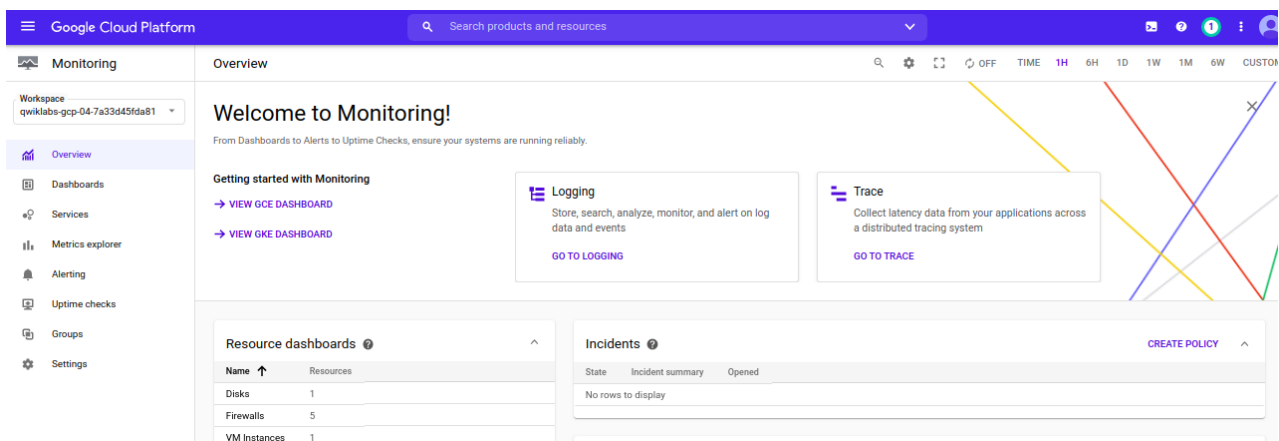 Google Cloud Platform
Search products and resources
1
Monitoring
Overview
OFF TIME 1H 6H 1D 1W 1M 6W CUSTOM
Workspace
qwiklabs-gcp-04-7a33d45fda81
Overview
Dashboards
Services
Metrics explorer
Alerting
Uptime checks
Groups
Settings
Welcome to Monitoring!
From Dashboards to Alerts to Uptime Checks, ensure your systems are running reliably.
Getting started with Monitoring
→ VIEW GCE DASHBOARD
→ VIEW GKE DASHBOARD
Logging
Store, search, analyze, monitor, and alert on log
data and events
GO TO LOGGING
Trace
Collect latency data from your applications across
a distributed tracing system
GO TO TRACE
Resource dashboards
Name ↑ Resources
Disks 1
Firewalls 5
VM Instances 1
Incidents
CREATE POLICY
State Incident summary Opened
No rows to display